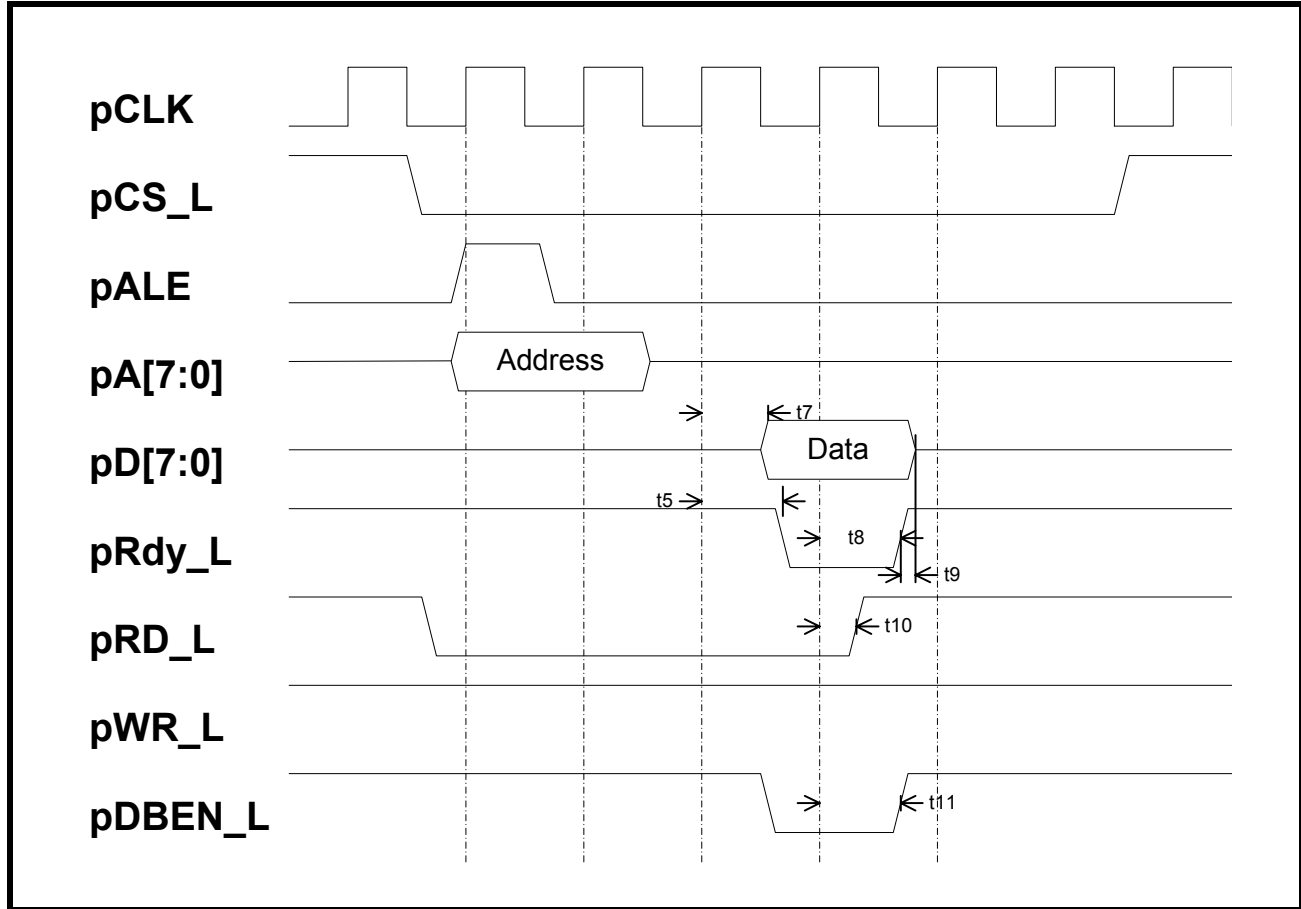 pCLK
pCS_L
pALE
pA[7:0] Address
t7
pD[7:0] Data
t5
pRdy_L t8
t9
pRD_L t10
pWR_L
pDBEN_L t11